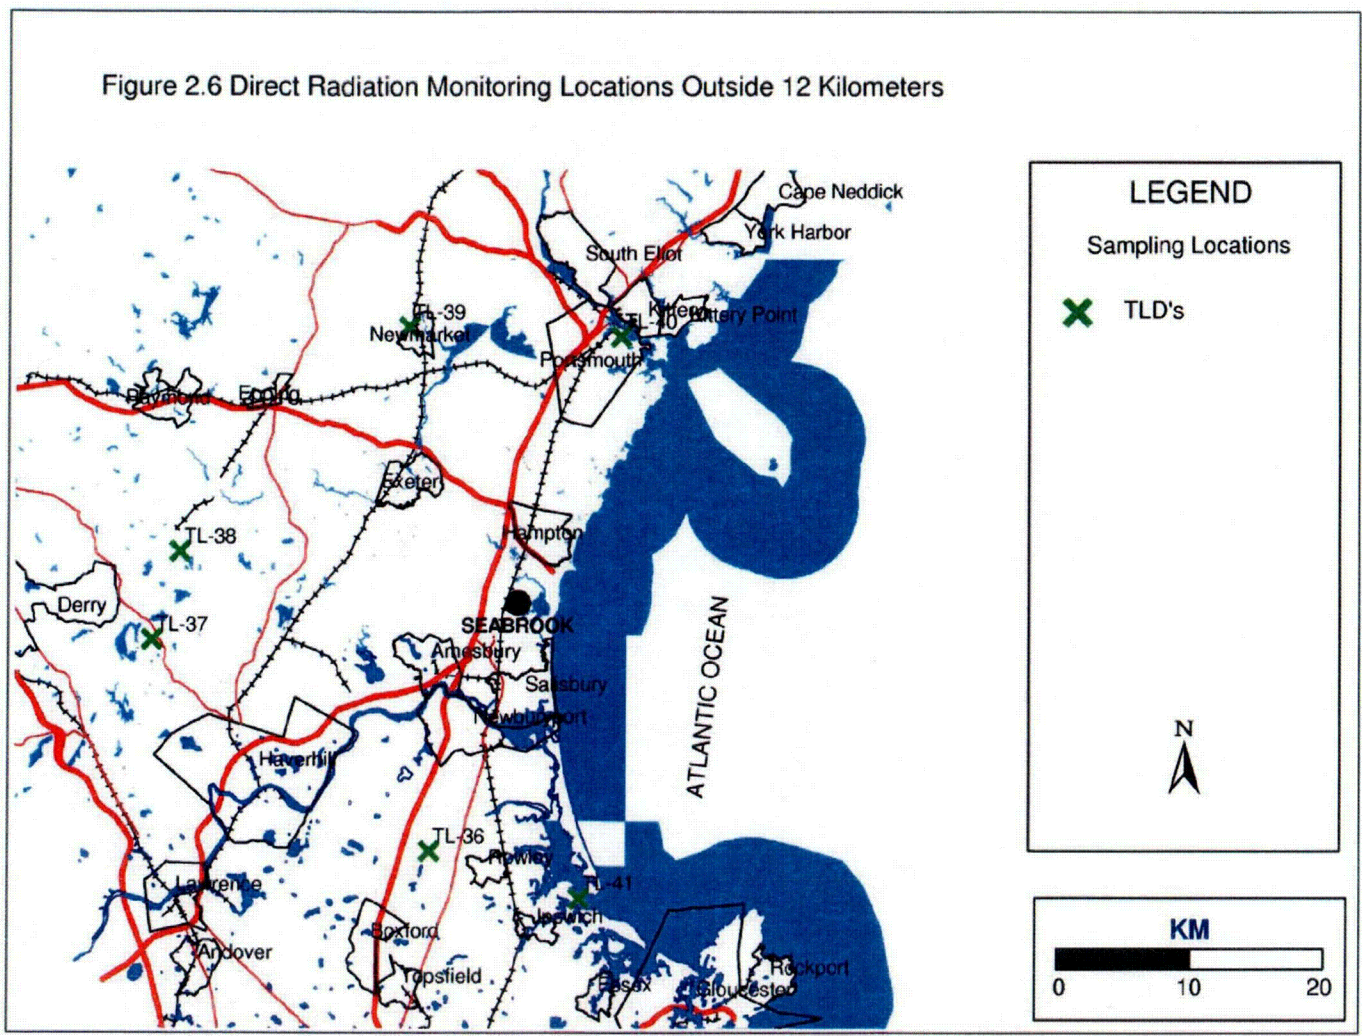 Figure 2.6 Direct Radiation Monitoring Locations Outside 12 Kilometers
LEGEND
Sampling Locations
TLD's
Cape Neddick
York Harbor
South Eliot
TL-39
Kittery
Kittery Point
TL-40
Newmarket
Portsmouth
Raymond
Epping
Exeter
Hampton
TL-38
Derry
TL-37
SEABROOK
Amesbury
Salisbury
Newburyport
ATLANTIC OCEAN
Haverhill
N
TL-36
Rowley
Lawrence
TL-41
Ipswich
Boxford
Andover
Topsfield
Rockport
Essex
Gloucester
KM
0 10 20